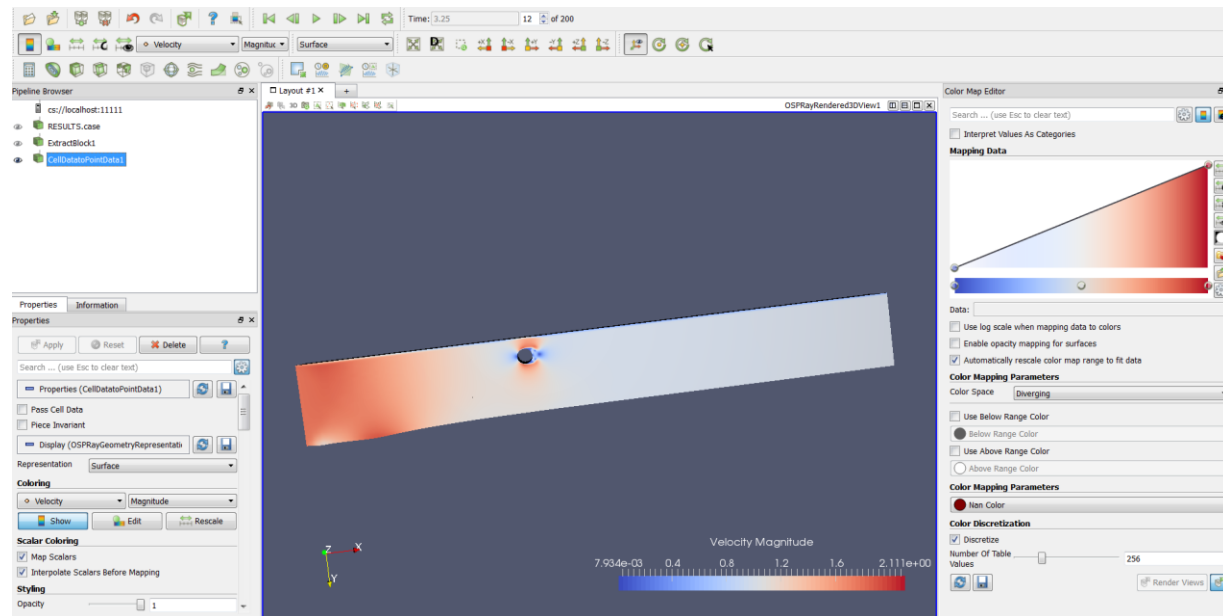 Time: 3.25 12 of 200
Velocity Magnituc Surface
Pipeline Browser
cs://localhost:11111
RESULTS.case
ExtractBlock1
CellDatatoPointData1
Properties Information
Properties
Apply Reset Delete ?
Search ... (use Esc to clear text)
Properties (CellDatatoPointData1)
Pass Cell Data
Piece Invariant
Display (OSPRayGeometryRepresentati
Representation Surface
Coloring
Velocity Magnitude
Show Edit Rescale
Scalar Coloring
Map Scalars
Interpolate Scalars Before Mapping
Styling
Opacity 1
Layout #1 +
3D OSPRayRendered3DView1
Z X
Y
Velocity Magnitude
7.934e-03 0.4 0.8 1.2 1.6 2.111e+00
Color Map Editor
Search ... (use Esc to clear text)
Interpret Values As Categories
Mapping Data
Data:
Use log scale when mapping data to colors
Enable opacity mapping for surfaces
Automatically rescale color map range to fit data
Color Mapping Parameters
Color Space Diverging
Use Below Range Color
Below Range Color
Use Above Range Color
Above Range Color
Color Mapping Parameters
Nan Color
Color Discretization
Discretize
Number Of Table
Values
256
Render Views